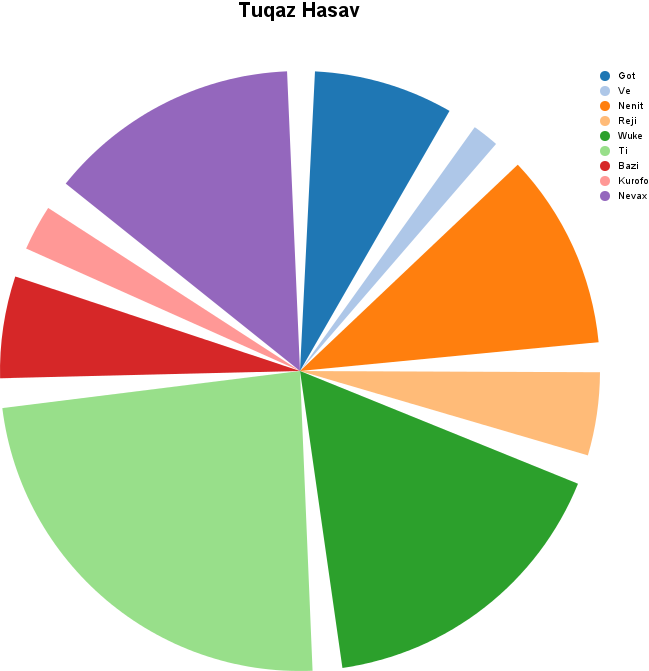 Tuqaz Hasav
Got
Ve
Nenit
Reji
Wuke
Ti
Bazi
Kurofo
Nevax